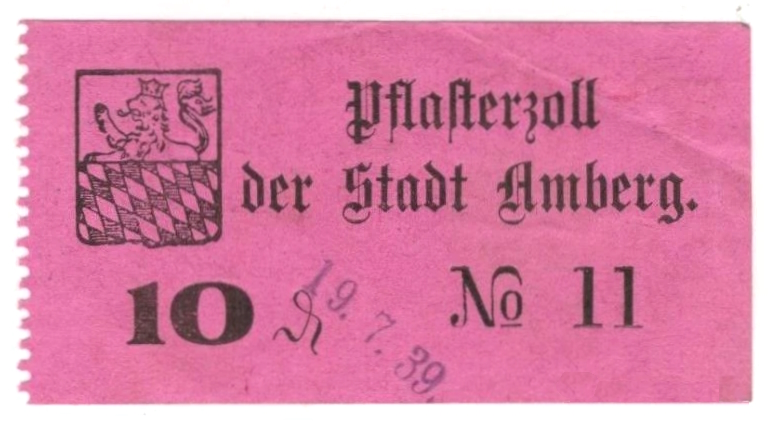 Pflasterzoll
der Stadt Amberg.
10 ₰ № 11
19. 7. 39.